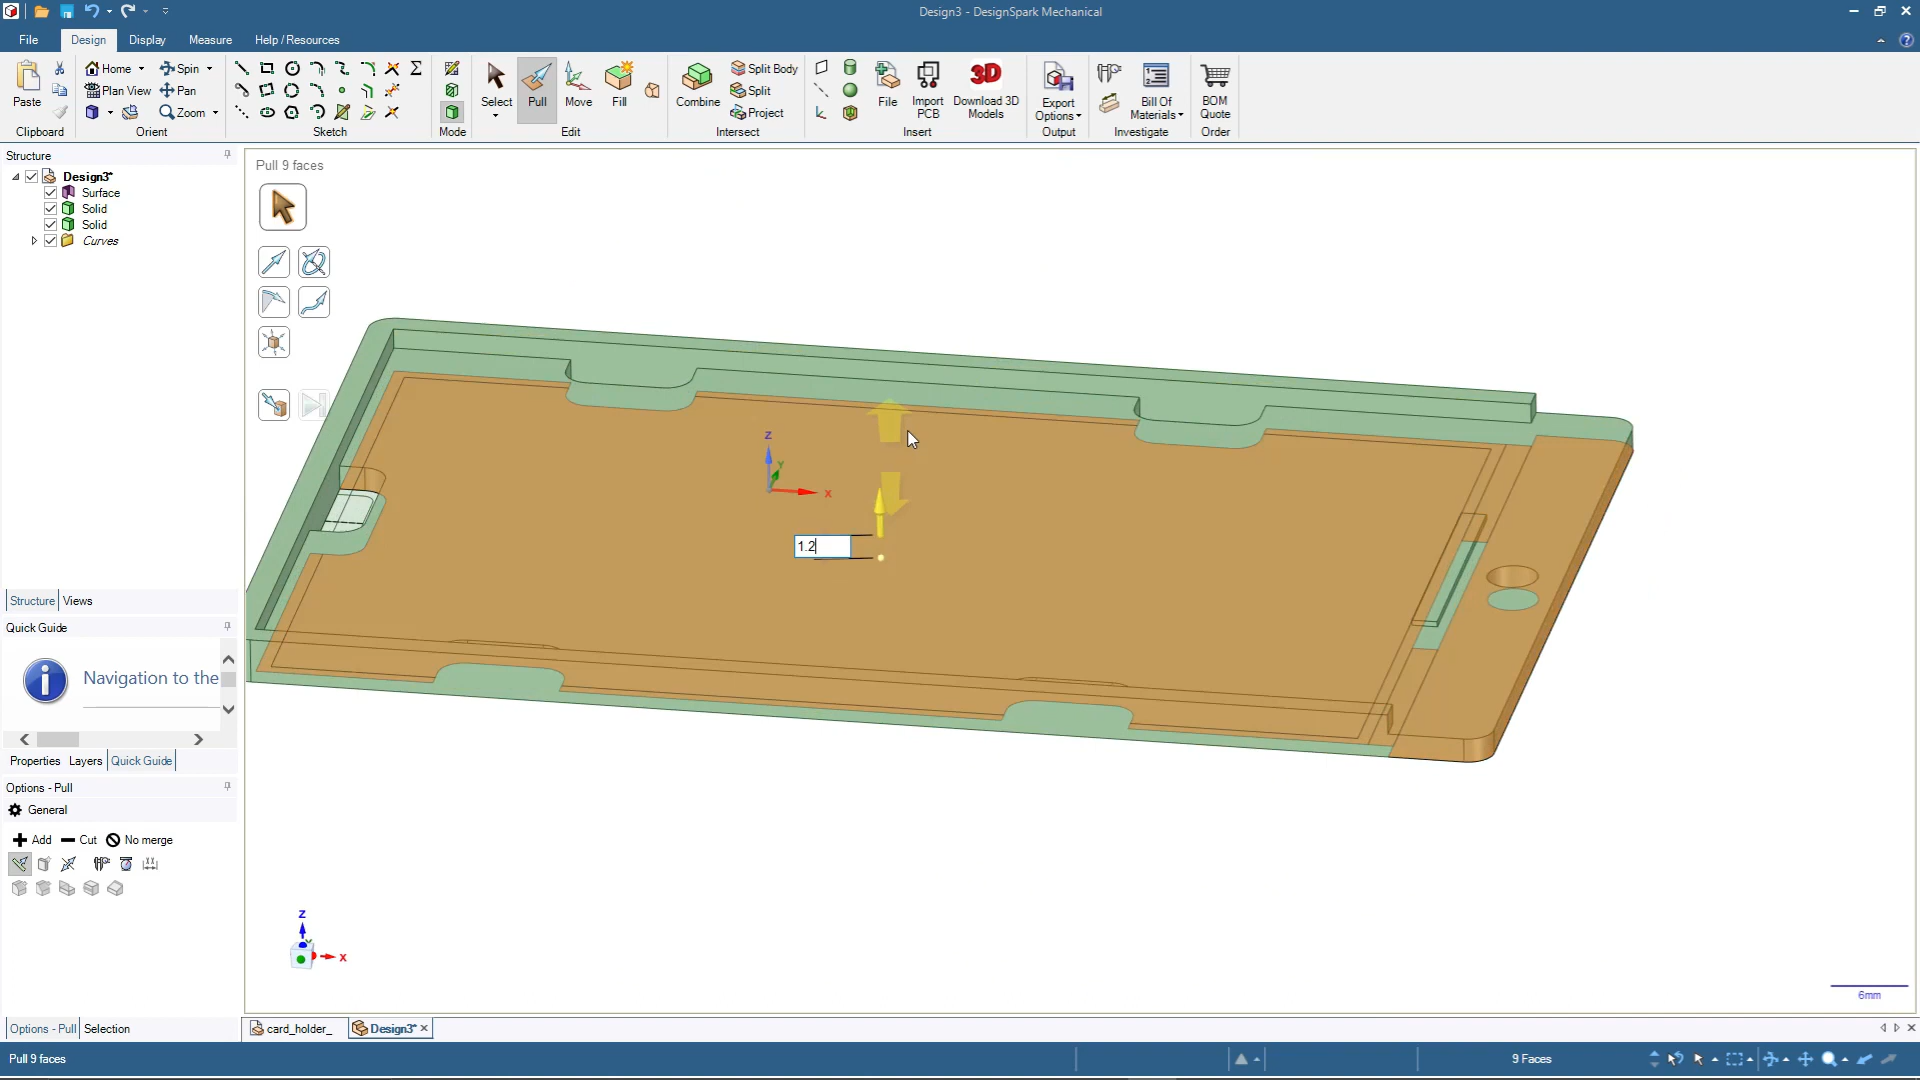 Design3 - DesignSpark Mechanical
File
Design
Display
Measure
Help / Resources
Paste
Home
Plan View
Spin
Pan
Zoom
Select
Pull
Move
Fill
Combine
Split Body
Split
Project
File
Import PCB
Download 3D Models
3D
Export Options
Bill Of Materials
BOM Quote
Clipboard
Orient
Sketch
Mode
Edit
Intersect
Insert
Output
Investigate
Order
Structure
Design3*
Surface
Solid
Solid
Curves
Structure
Views
Quick Guide
Navigation to the
Properties
Layers
Quick Guide
Options - Pull
General
Add
Cut
No merge
Options - Pull
Selection
Pull 9 faces
Z
Y
X
1.2
Z
X
6mm
card_holder_
Design3*
Pull 9 faces
9 Faces